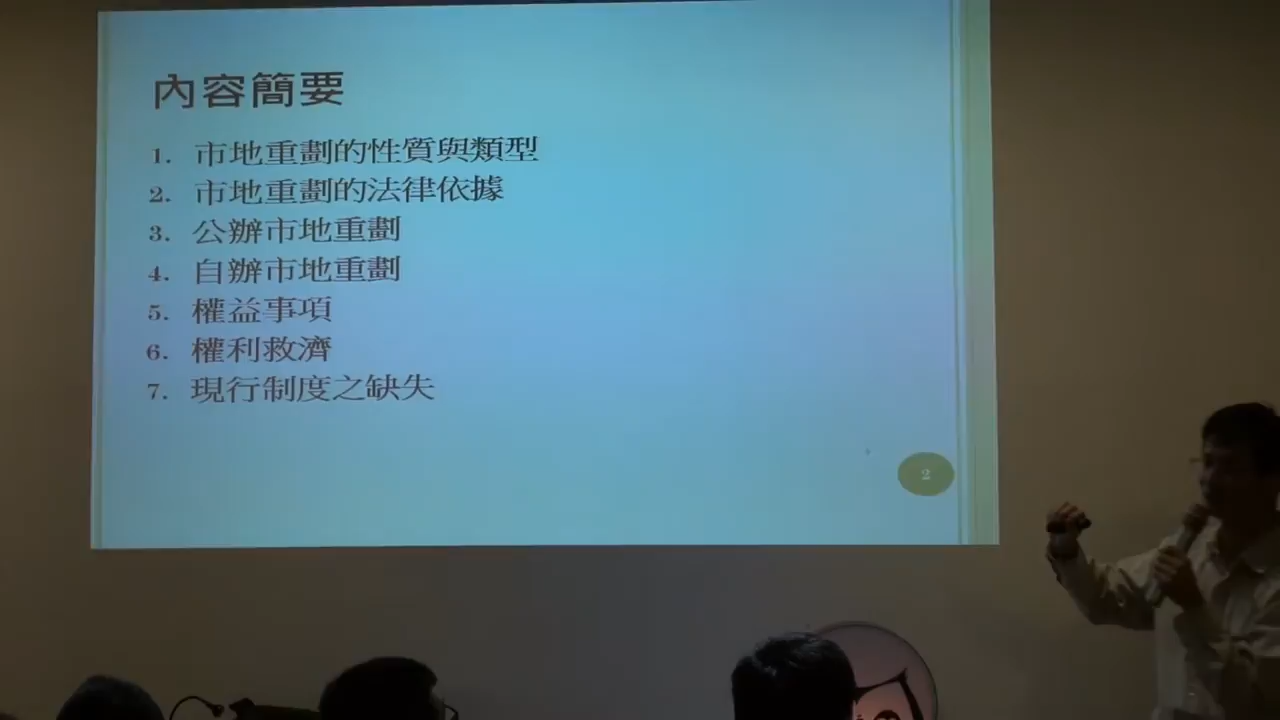 內容簡要
1. 市地重劃的性質與類型
2. 市地重劃的法律依據
3. 公辦市地重劃
4. 自辦市地重劃
5. 權益事項
6. 權利救濟
7. 現行制度之缺失
2